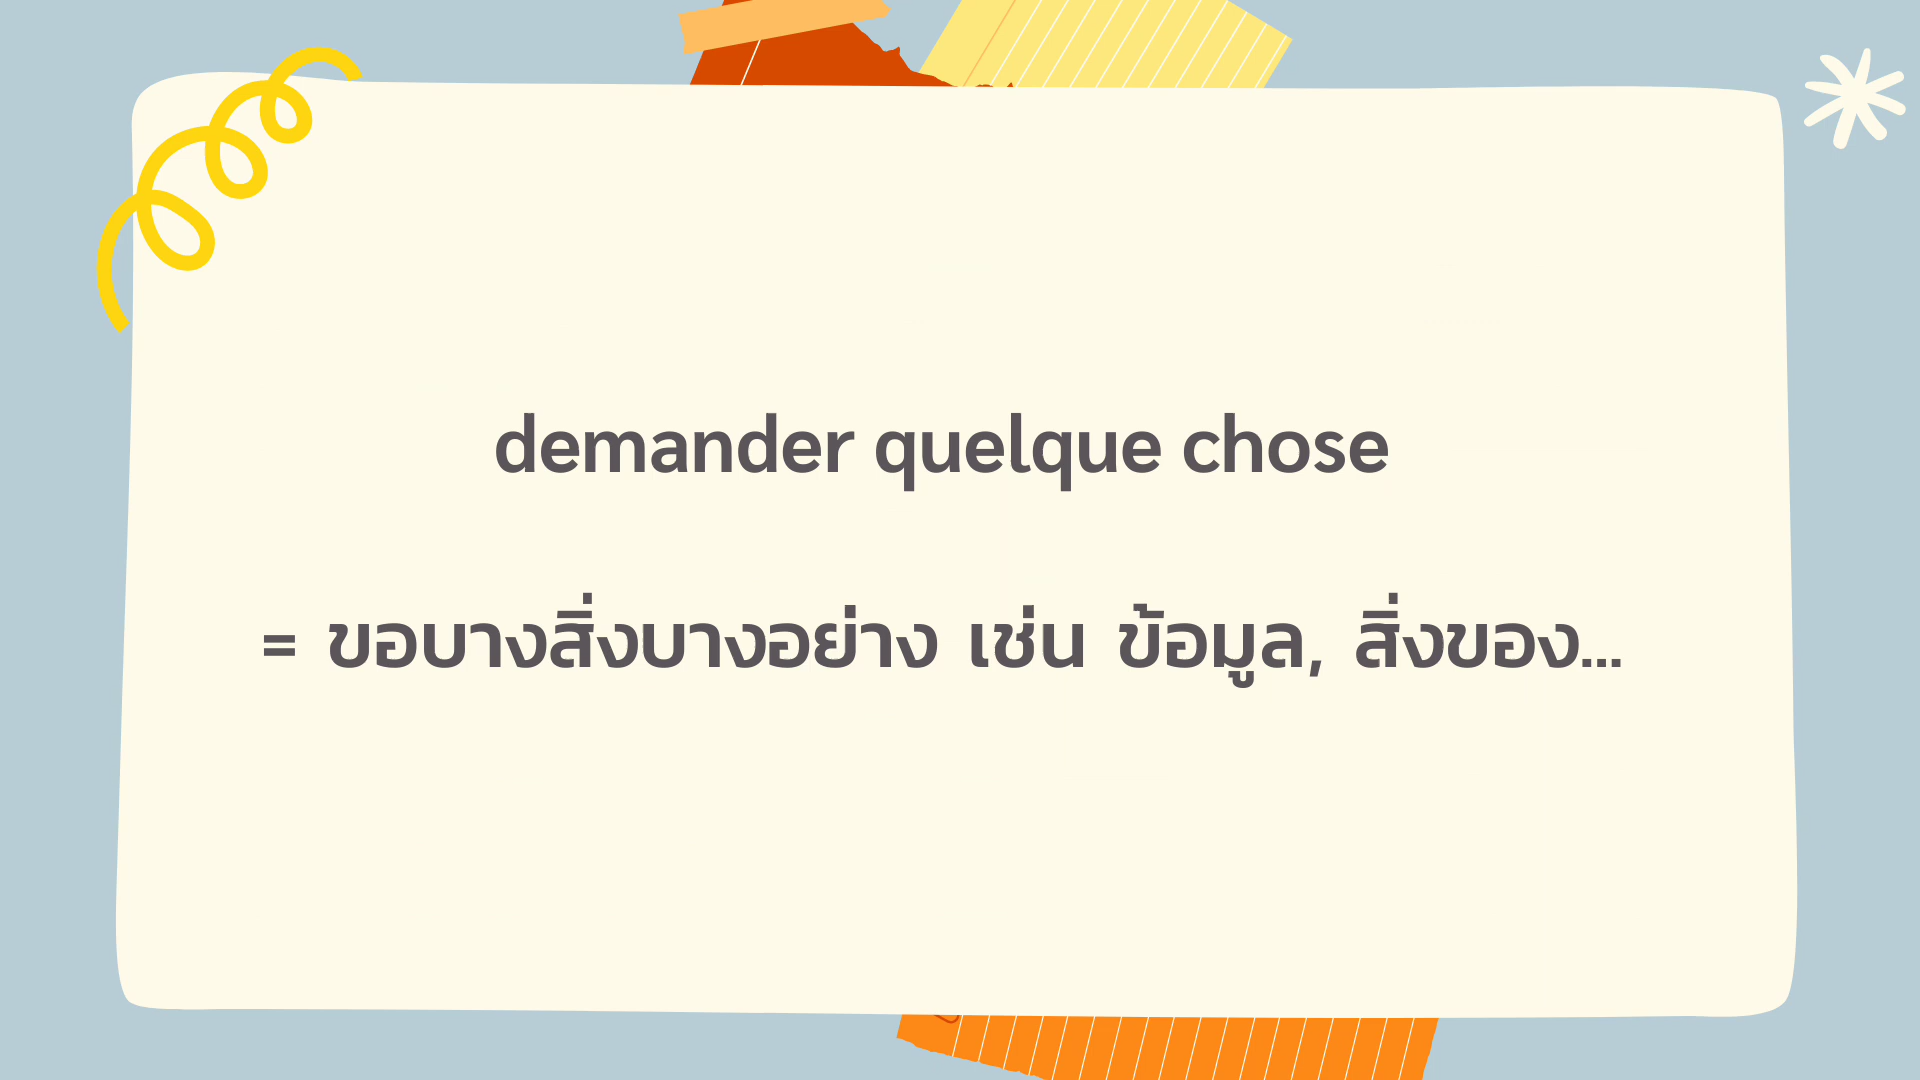 demander quelque chose
= ขอบางสิ่งบางอย่าง เช่น ข้อมูล, สิ่งของ...